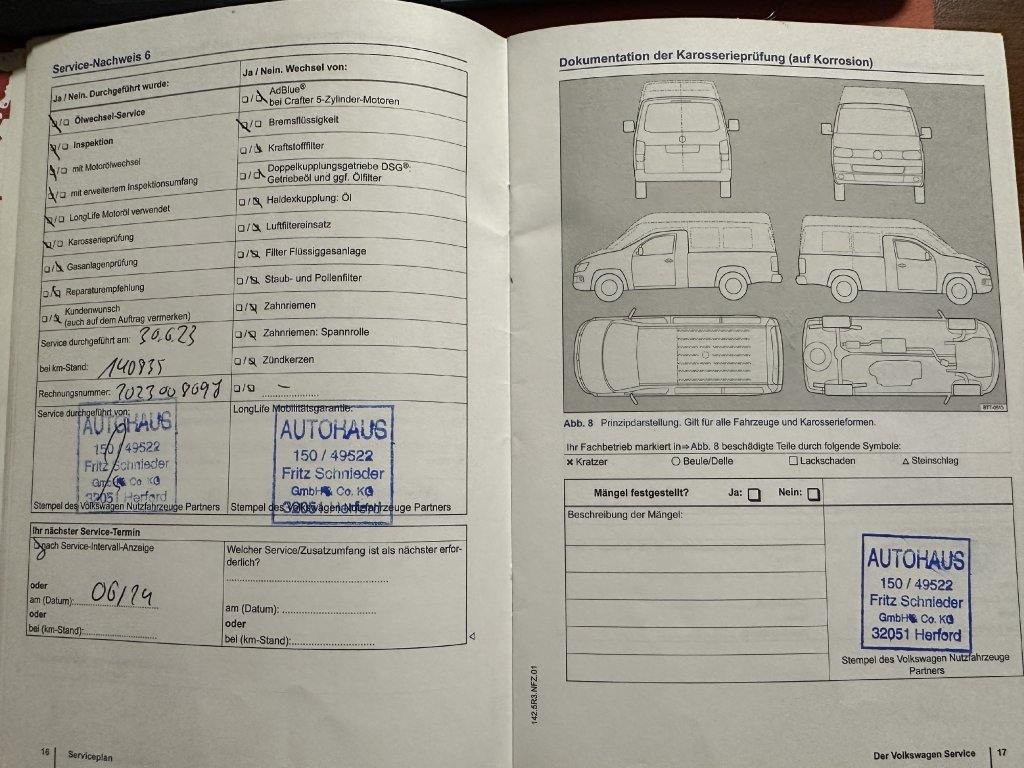 Service-Nachweis 6
Ja / Nein. Durchgeführt wurde:
Ölwechsel-Service
Inspektion
mit Motorölwechsel
mit erweitertem Inspektionsumfang
LongLife Motoröl verwendet
Karosserieprüfung
Gasanlagenprüfung
Reparaturempfehlung
Kundenwunsch
(auch auf dem Auftrag vermerken)
Service durchgeführt am: 30.6.23
bei km-Stand: 140835
Rechnungsnummer:
Service durchgeführt von:
AUTOHAUS
150 / 49522
Fritz Schnieder
GmbH & Co. KG
32051 Herford
Stempel des Volkswagen Nutzfahrzeuge Partners
Ja / Nein. Wechsel von:
AdBlue®
bei Crafter 5-Zylinder-Motoren
Bremsflüssigkeit
Kraftstofffilter
Doppelkupplungsgetriebe DSG®:
Getriebeöl und ggf. Ölfilter
Haldexkupplung: Öl
Luftfiltereinsatz
Filter Flüssiggasanlage
Staub- und Pollenfilter
Zahnriemen
Zahnriemen: Spannrolle
Zündkerzen
LongLife Mobilitätsgarantie:
AUTOHAUS
150 / 49522
Fritz Schnieder
GmbH & Co. KG
32051 Herford
Stempel des Volkswagen Nutzfahrzeuge Partners
Ihr nächster Service-Termin
nach Service-Intervall-Anzeige
oder
am (Datum): 06/24
oder
bei (km-Stand):
Welcher Service/Zusatzumfang ist als nächster erfor-
derlich?
am (Datum):
oder
bei (km-Stand):
16 Serviceplan
Dokumentation der Karosserieprüfung (auf Korrosion)
Abb. 8 Prinzipdarstellung. Gilt für alle Fahrzeuge und Karosserieformen.
Ihr Fachbetrieb markiert in ⇒ Abb. 8 beschädigte Teile durch folgende Symbole:
× Kratzer ○ Beule/Delle □ Lackschaden △ Steinschlag
Mängel festgestellt? Ja: □ Nein: □
Beschreibung der Mängel:
AUTOHAUS
150 / 49522
Fritz Schnieder
GmbH & Co. KG
32051 Herford
Stempel des Volkswagen Nutzfahrzeuge
Partners
142.5R3.NFZ.01
Der Volkswagen Service 17